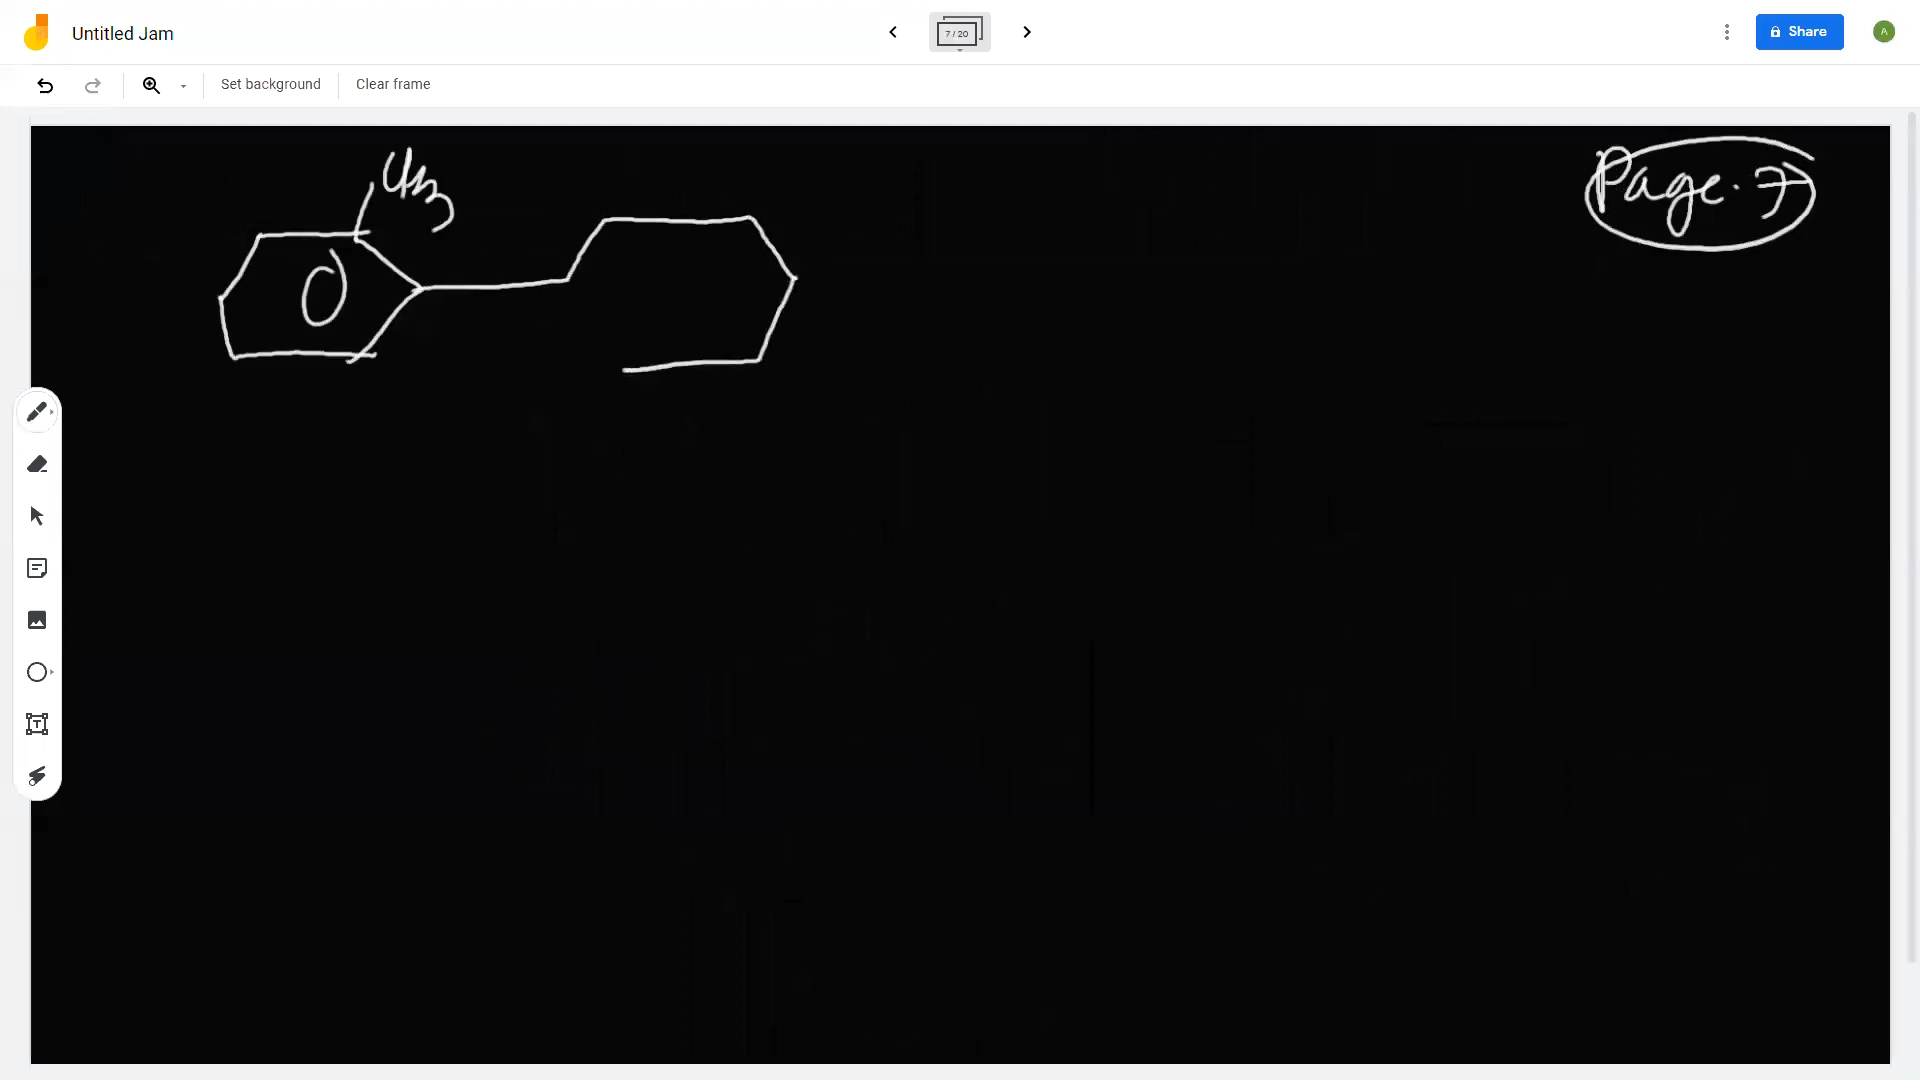 Untitled Jam
7 / 20
Share
A
Set background
Clear frame
CH3
Page. 7